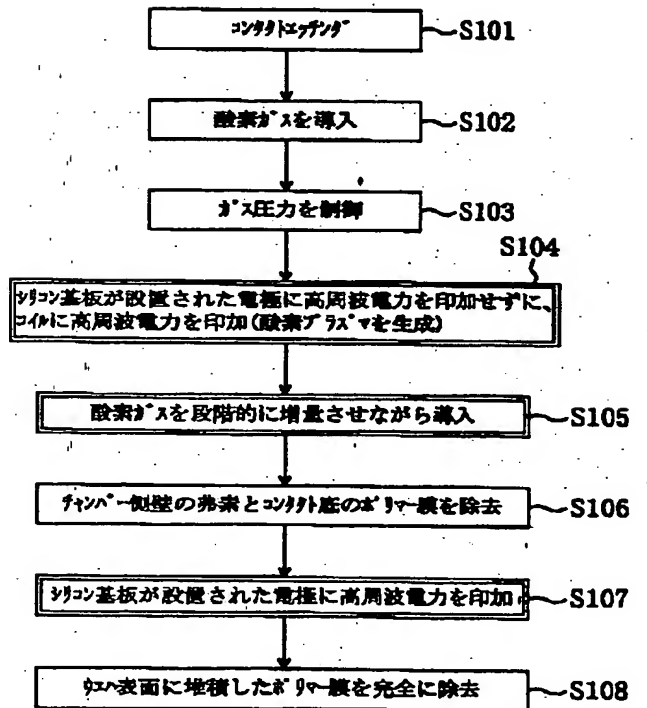 コンタクトエッチング
S101
酸素ガスを導入
S102
ガス圧力を制御
S103
S104
シリコン基板が設置された電極に高周波電力を印加せずに、
コイルに高周波電力を印加(酸素プラズマを生成)
酸素ガスを段階的に増量させながら導入
S105
チャンバー側壁の弗素とコンタクト底のポリマー膜を除去
S106
シリコン基板が設置された電極に高周波電力を印加
S107
ウエハ表面に堆積したポリマー膜を完全に除去
S108